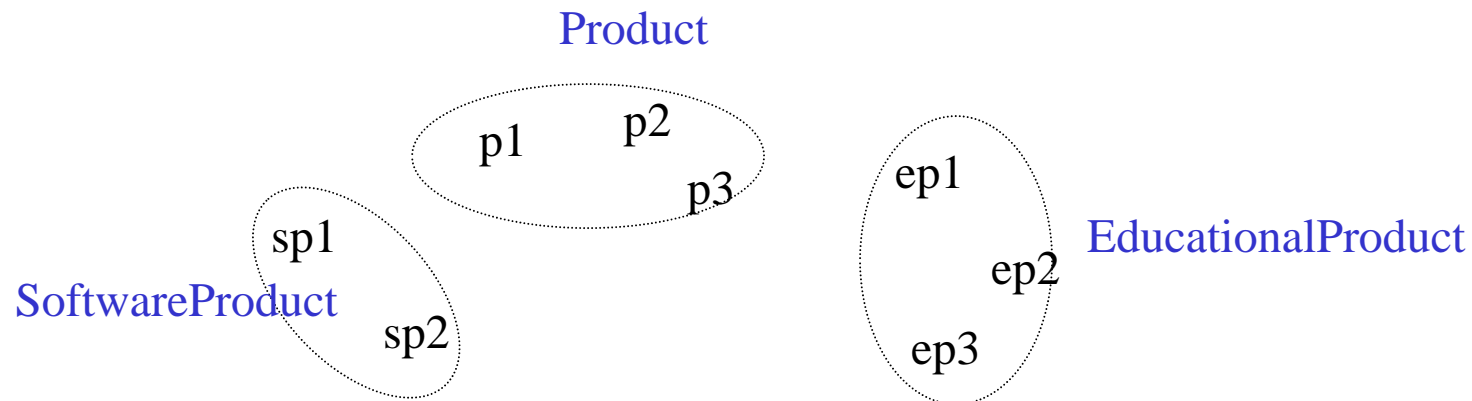 Product
p1
p2
p3
ep1
sp1
EducationalProduct
ep2
SoftwareProduct
sp2
ep3